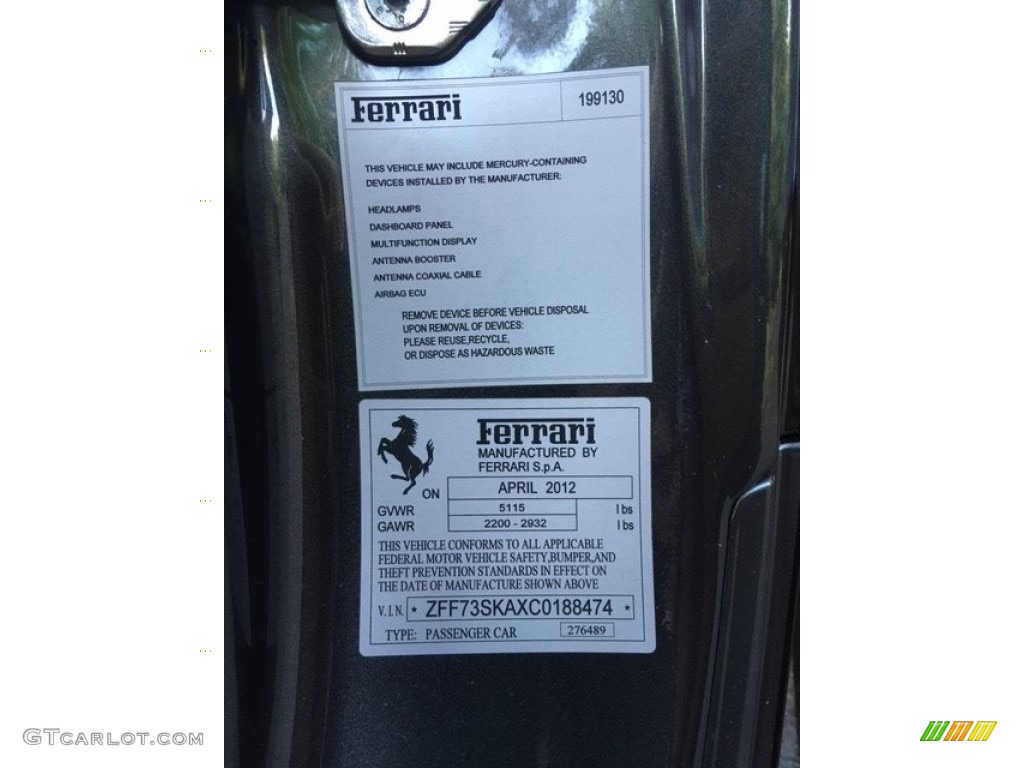 Ferrari 199130
THIS VEHICLE MAY INCLUDE MERCURY-CONTAINING
DEVICES INSTALLED BY THE MANUFACTURER:
HEADLAMPS
DASHBOARD PANEL
MULTIFUNCTION DISPLAY
ANTENNA BOOSTER
ANTENNA COAXIAL CABLE
AIRBAG ECU
REMOVE DEVICE BEFORE VEHICLE DISPOSAL
UPON REMOVAL OF DEVICES:
PLEASE REUSE,RECYCLE,
OR DISPOSE AS HAZARDOUS WASTE
Ferrari
MANUFACTURED BY
FERRARI S.p.A.
ON APRIL 2012
GVWR 5115 lbs
GAWR 2200 - 2932 lbs
THIS VEHICLE CONFORMS TO ALL APPLICABLE
FEDERAL MOTOR VEHICLE SAFETY,BUMPER,AND
THEFT PREVENTION STANDARDS IN EFFECT ON
THE DATE OF MANUFACTURE SHOWN ABOVE
V.I.N. * ZFF73SKAXC0188474 *
TYPE: PASSENGER CAR 276489
GTCARLOT.COM